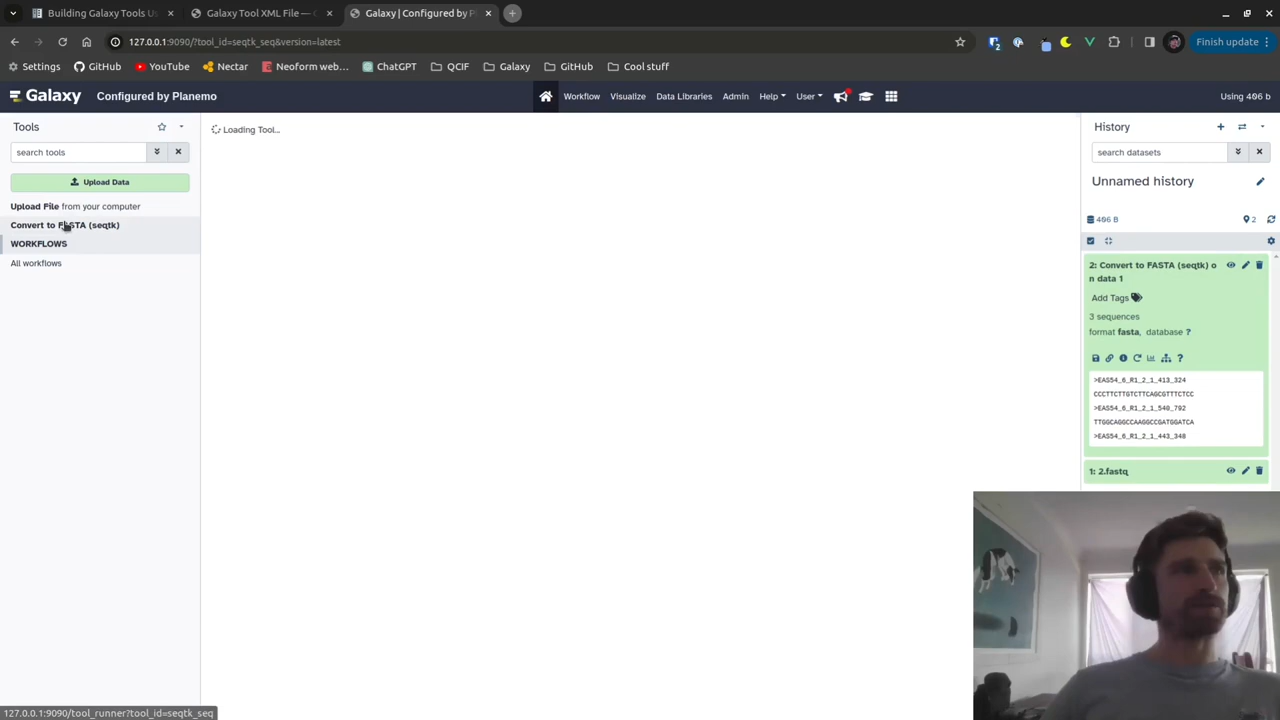 Building Galaxy Tools Us
Galaxy Tool XML File —
Galaxy | Configured by P
127.0.0.1:9090/?tool_id=seqtk_seq&version=latest
Finish update
Settings
GitHub
YouTube
Nectar
Neoform web...
ChatGPT
QCIF
Galaxy
GitHub
Cool stuff
Galaxy
Configured by Planemo
Workflow
Visualize
Data Libraries
Admin
Help
User
Using 406 b
Tools
search tools
Upload Data
Upload File from your computer
Convert to FASTA (seqtk)
WORKFLOWS
All workflows
Loading Tool...
History
search datasets
Unnamed history
406 B
2
2: Convert to FASTA (seqtk) o
n data 1
Add Tags
3 sequences
format fasta, database ?
>EAS54_6_R1_2_1_413_324
CCCTTCTTGTCTTCAGCGTTTCTCC
>EAS54_6_R1_2_1_540_792
TTGGCAGGCCAAGGCCGATGGATCA
>EAS54_6_R1_2_1_443_348
1: 2.fastq
127.0.0.1:9090/tool_runner?tool_id=seqtk_seq